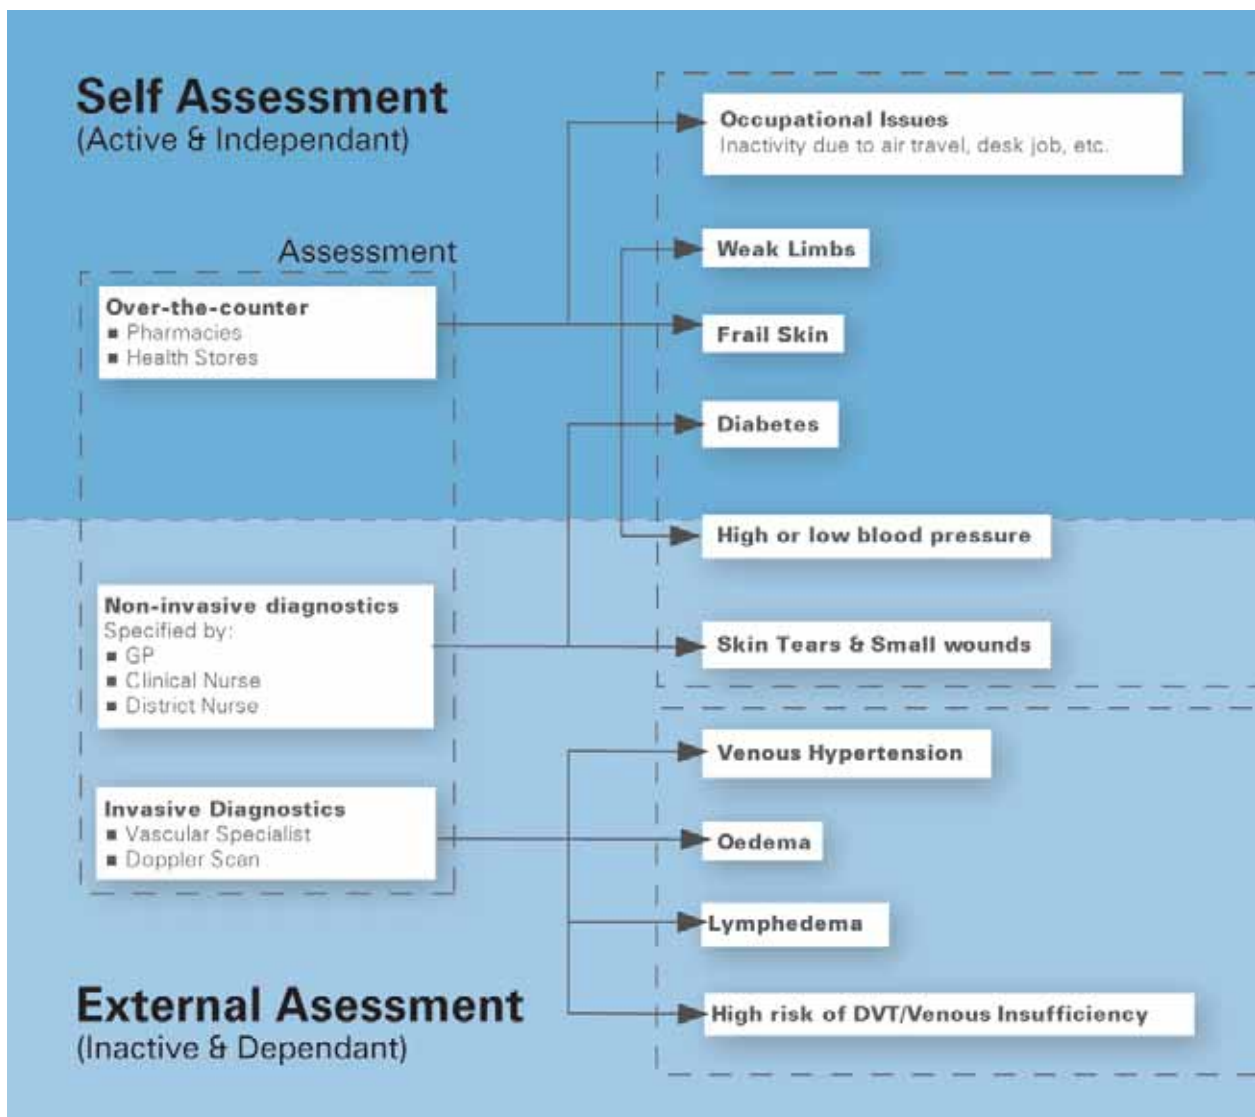 Self Assessment
(Active & Independant)
Assessment
Over-the-counter
■ Pharmacies
■ Health Stores
Non-invasive diagnostics
Specified by:
■ GP
■ Clinical Nurse
■ District Nurse
Invasive Diagnostics
■ Vascular Specialist
■ Doppler Scan
External Asessment
(Inactive & Dependant)
Occupational Issues
Inactivity due to air travel, desk job, etc.
Weak Limbs
Frail Skin
Diabetes
High or low blood pressure
Skin Tears & Small wounds
Venous Hypertension
Oedema
Lymphedema
High risk of DVT/Venous Insufficiency